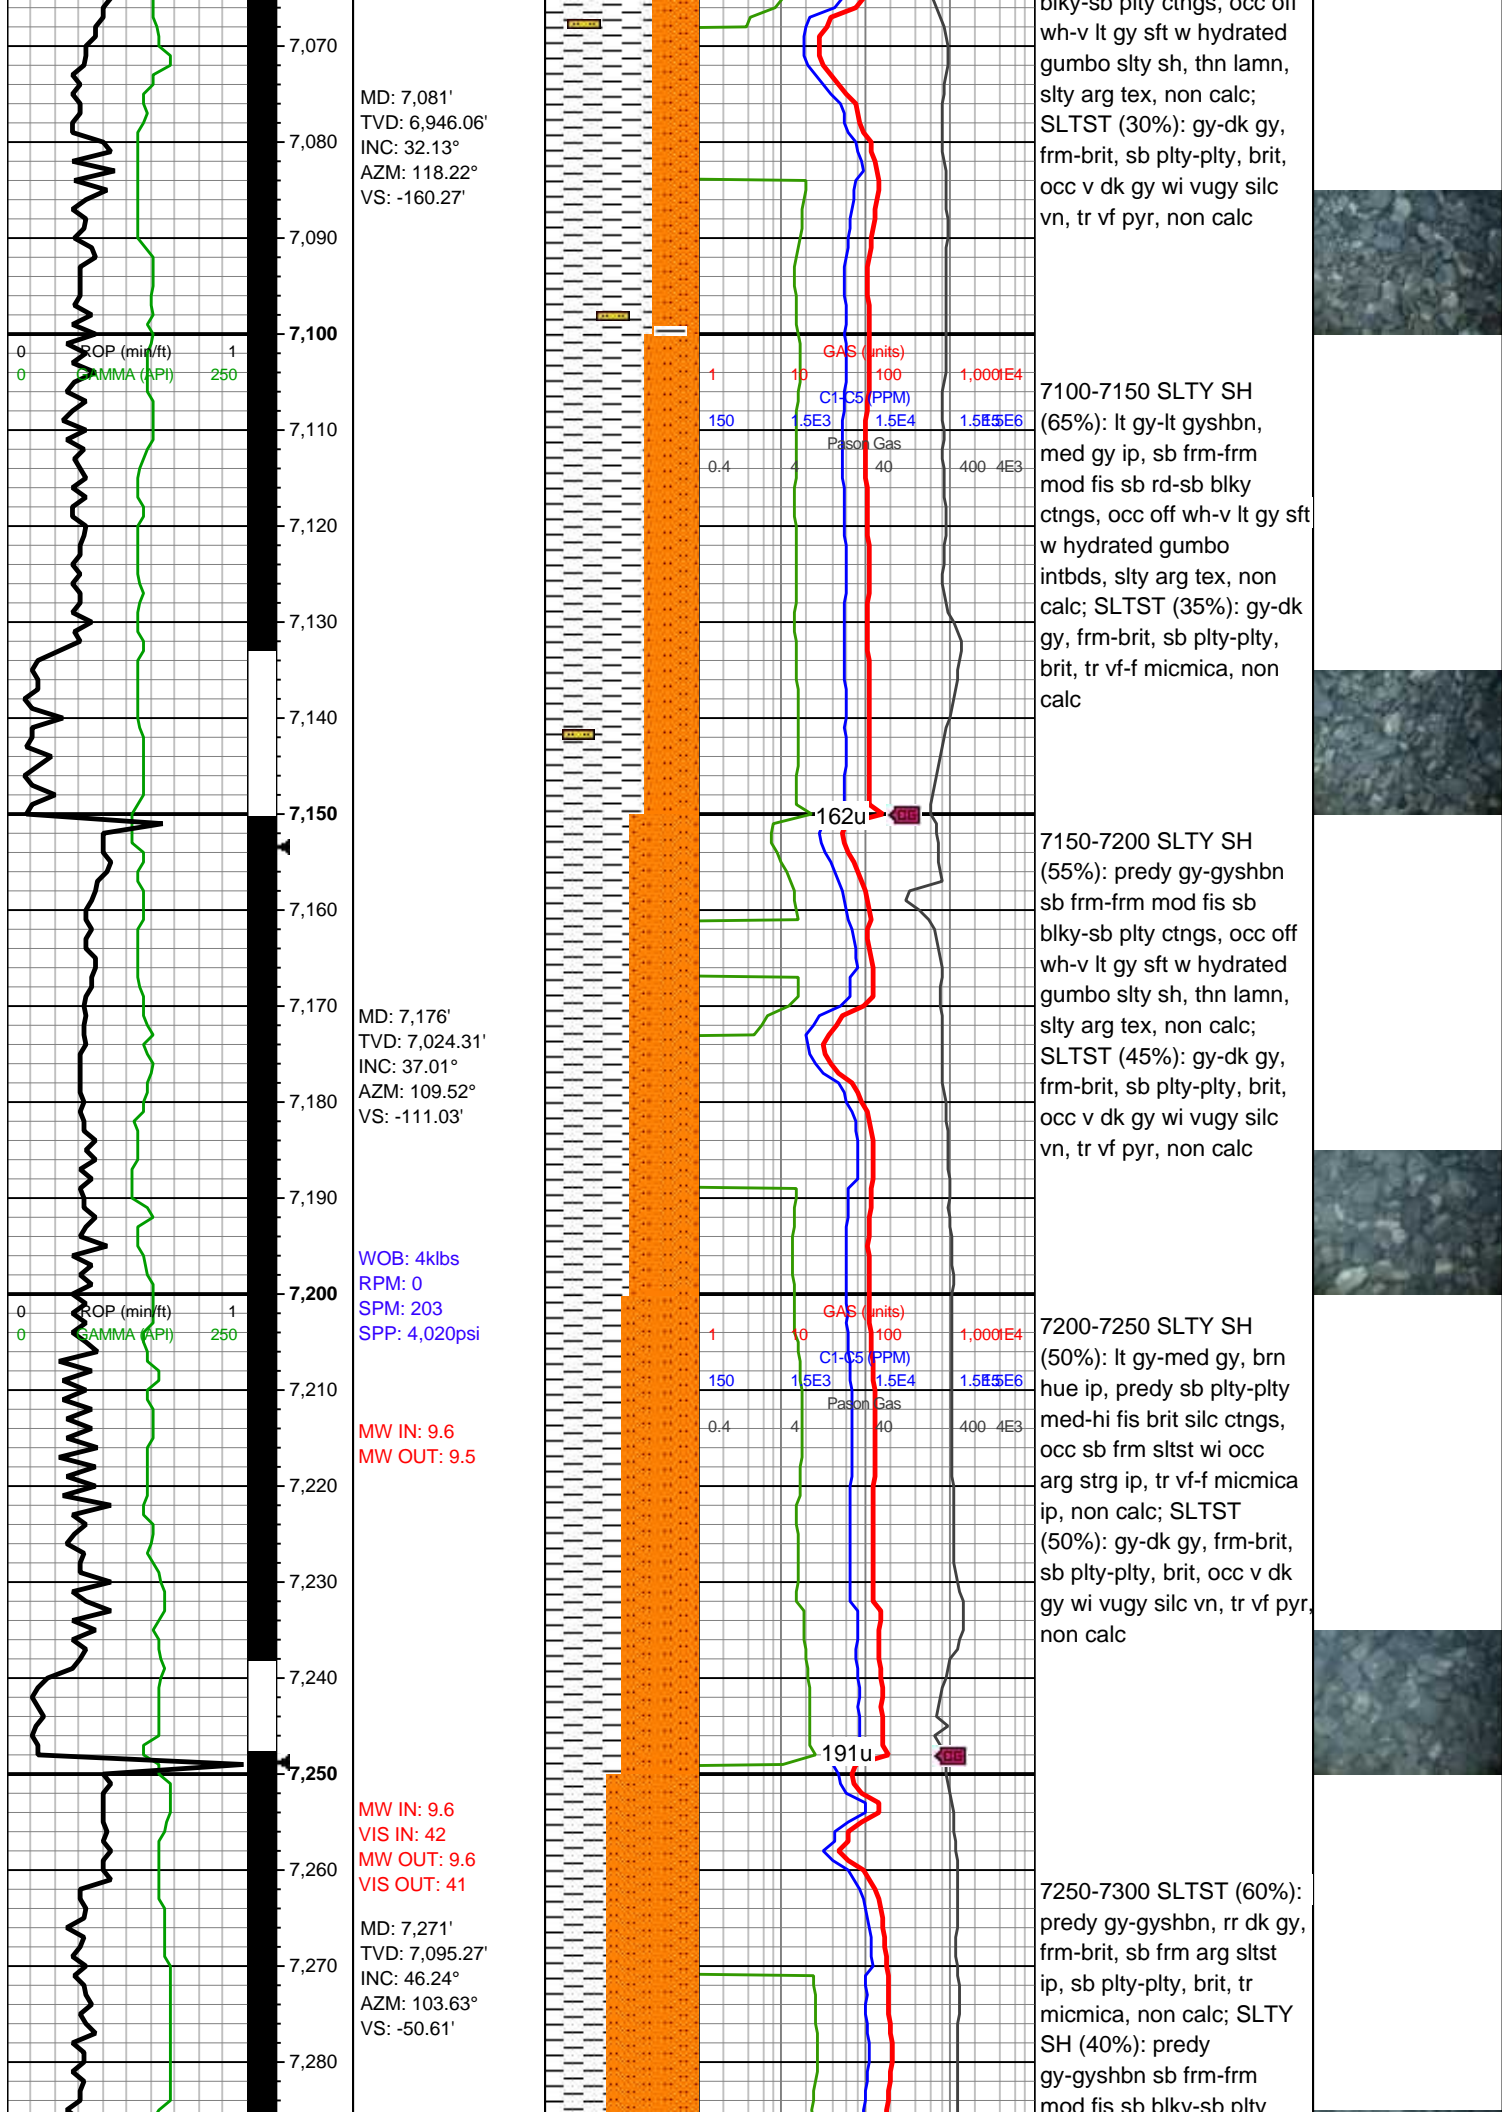 blky-sb plty ctngs, occ off
wh-v lt gy sft w hydrated
gumbo slty sh, thn lamn,
slty arg tex, non calc;
SLTST (30%): gy-dk gy,
frm-brit, sb plty-plty, brit,
occ v dk gy wi vugy silc
vn, tr vf pyr, non calc
7,070
MD: 7,081'
TVD: 6,946.06'
INC: 32.13°
AZM: 118.22°
VS: -160.27'
7,080
7,090
7,100
0 ROP (min/ft) 1
0 GAMMA (API) 250
GAS (units)
1 10 100 1,000 1E4
C1-C5 (PPM)
150 1.5E3 1.5E4 1.5E5 1.5E6
Pason Gas
0.4 4 40 400 4E3
7100-7150 SLTY SH
(65%): lt gy-lt gyshbn,
med gy ip, sb frm-frm
mod fis sb rd-sb blky
ctngs, occ off wh-v lt gy sft
w hydrated gumbo
intbds, slty arg tex, non
calc; SLTST (35%): gy-dk
gy, frm-brit, sb plty-plty,
brit, tr vf-f micmica, non
calc
7,110
7,120
7,130
7,140
7,150
162u
CG
7150-7200 SLTY SH
(55%): predy gy-gyshbn
sb frm-frm mod fis sb
blky-sb plty ctngs, occ off
wh-v lt gy sft w hydrated
gumbo slty sh, thn lamn,
slty arg tex, non calc;
SLTST (45%): gy-dk gy,
frm-brit, sb plty-plty, brit,
occ v dk gy wi vugy silc
vn, tr vf pyr, non calc
7,160
7,170
MD: 7,176'
TVD: 7,024.31'
INC: 37.01°
AZM: 109.52°
VS: -111.03'
7,180
7,190
WOB: 4klbs
RPM: 0
SPM: 203
SPP: 4,020psi
7,200
0 ROP (min/ft) 1
0 GAMMA (API) 250
GAS (units)
1 10 100 1,000 1E4
C1-C5 (PPM)
150 1.5E3 1.5E4 1.5E5 1.5E6
Pason Gas
0.4 4 40 400 4E3
7200-7250 SLTY SH
(50%): lt gy-med gy, brn
hue ip, predy sb plty-plty
med-hi fis brit silc ctngs,
occ sb frm sltst wi occ
arg strg ip, tr vf-f micmica
ip, non calc; SLTST
(50%): gy-dk gy, frm-brit,
sb plty-plty, brit, occ v dk
gy wi vugy silc vn, tr vf pyr,
non calc
7,210
MW IN: 9.6
MW OUT: 9.5
7,220
7,230
7,240
191u
CG
7,250
MW IN: 9.6
VIS IN: 42
MW OUT: 9.6
VIS OUT: 41
7,260
MD: 7,271'
TVD: 7,095.27'
INC: 46.24°
AZM: 103.63°
VS: -50.61'
7,270
7,280
7250-7300 SLTST (60%):
predy gy-gyshbn, rr dk gy,
frm-brit, sb frm arg sltst
ip, sb plty-plty, brit, tr
micmica, non calc; SLTY
SH (40%): predy
gy-gyshbn sb frm-frm
mod fis sb blky-sb plty